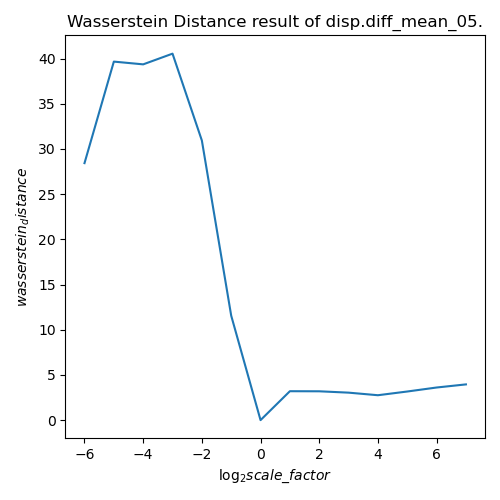 Wasserstein Distance result of disp.diff_mean_05.
40
35
30
25
20
15
10
5
0
wasserstein_distance
−6 −4 −2 0 2 4 6
log₂scale_factor